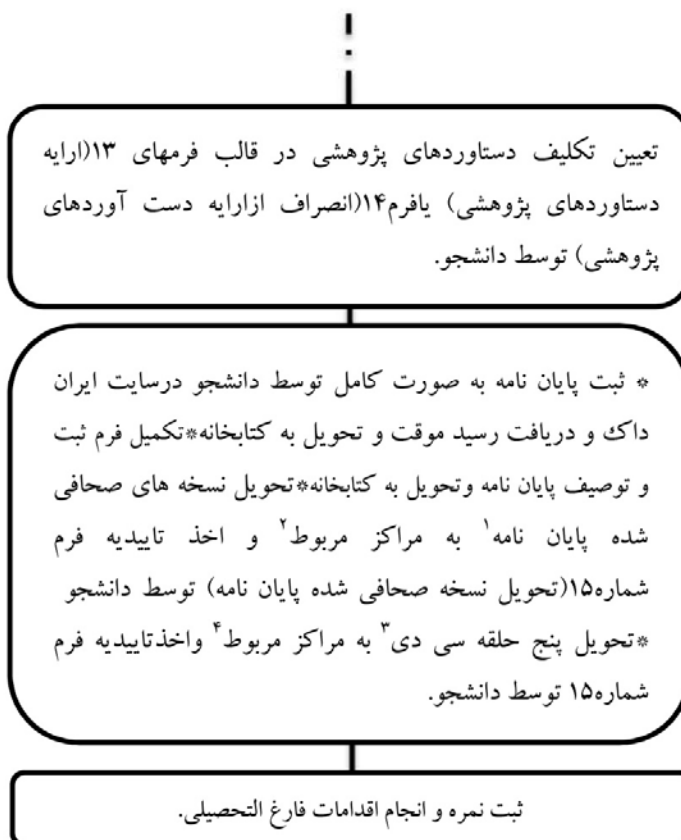 تعیین تکلیف دستاوردهای پژوهشی در قالب فرمهای ۱۳(ارایه
دستاوردهای پژوهشی) یافرم۱۴(انصراف ازارایه دست آوردهای
پژوهشی) توسط دانشجو.
* ثبت پایان نامه به صورت کامل توسط دانشجو درسایت ایران
داک و دریافت رسید موقت و تحویل به کتابخانه*تکمیل فرم ثبت
و توصیف پایان نامه وتحویل به کتابخانه*تحویل نسخه های صحافی
شده پایان نامه۱ به مراکز مربوط۲ و اخذ تاییدیه فرم
شماره۱۵(تحویل نسخه صحافی شده پایان نامه) توسط دانشجو
*تحویل پنج حلقه سی دی۳ به مراکز مربوط۴ واخذتاییدیه فرم
شماره۱۵ توسط دانشجو.
ثبت نمره و انجام اقدامات فارغ التحصیلی.